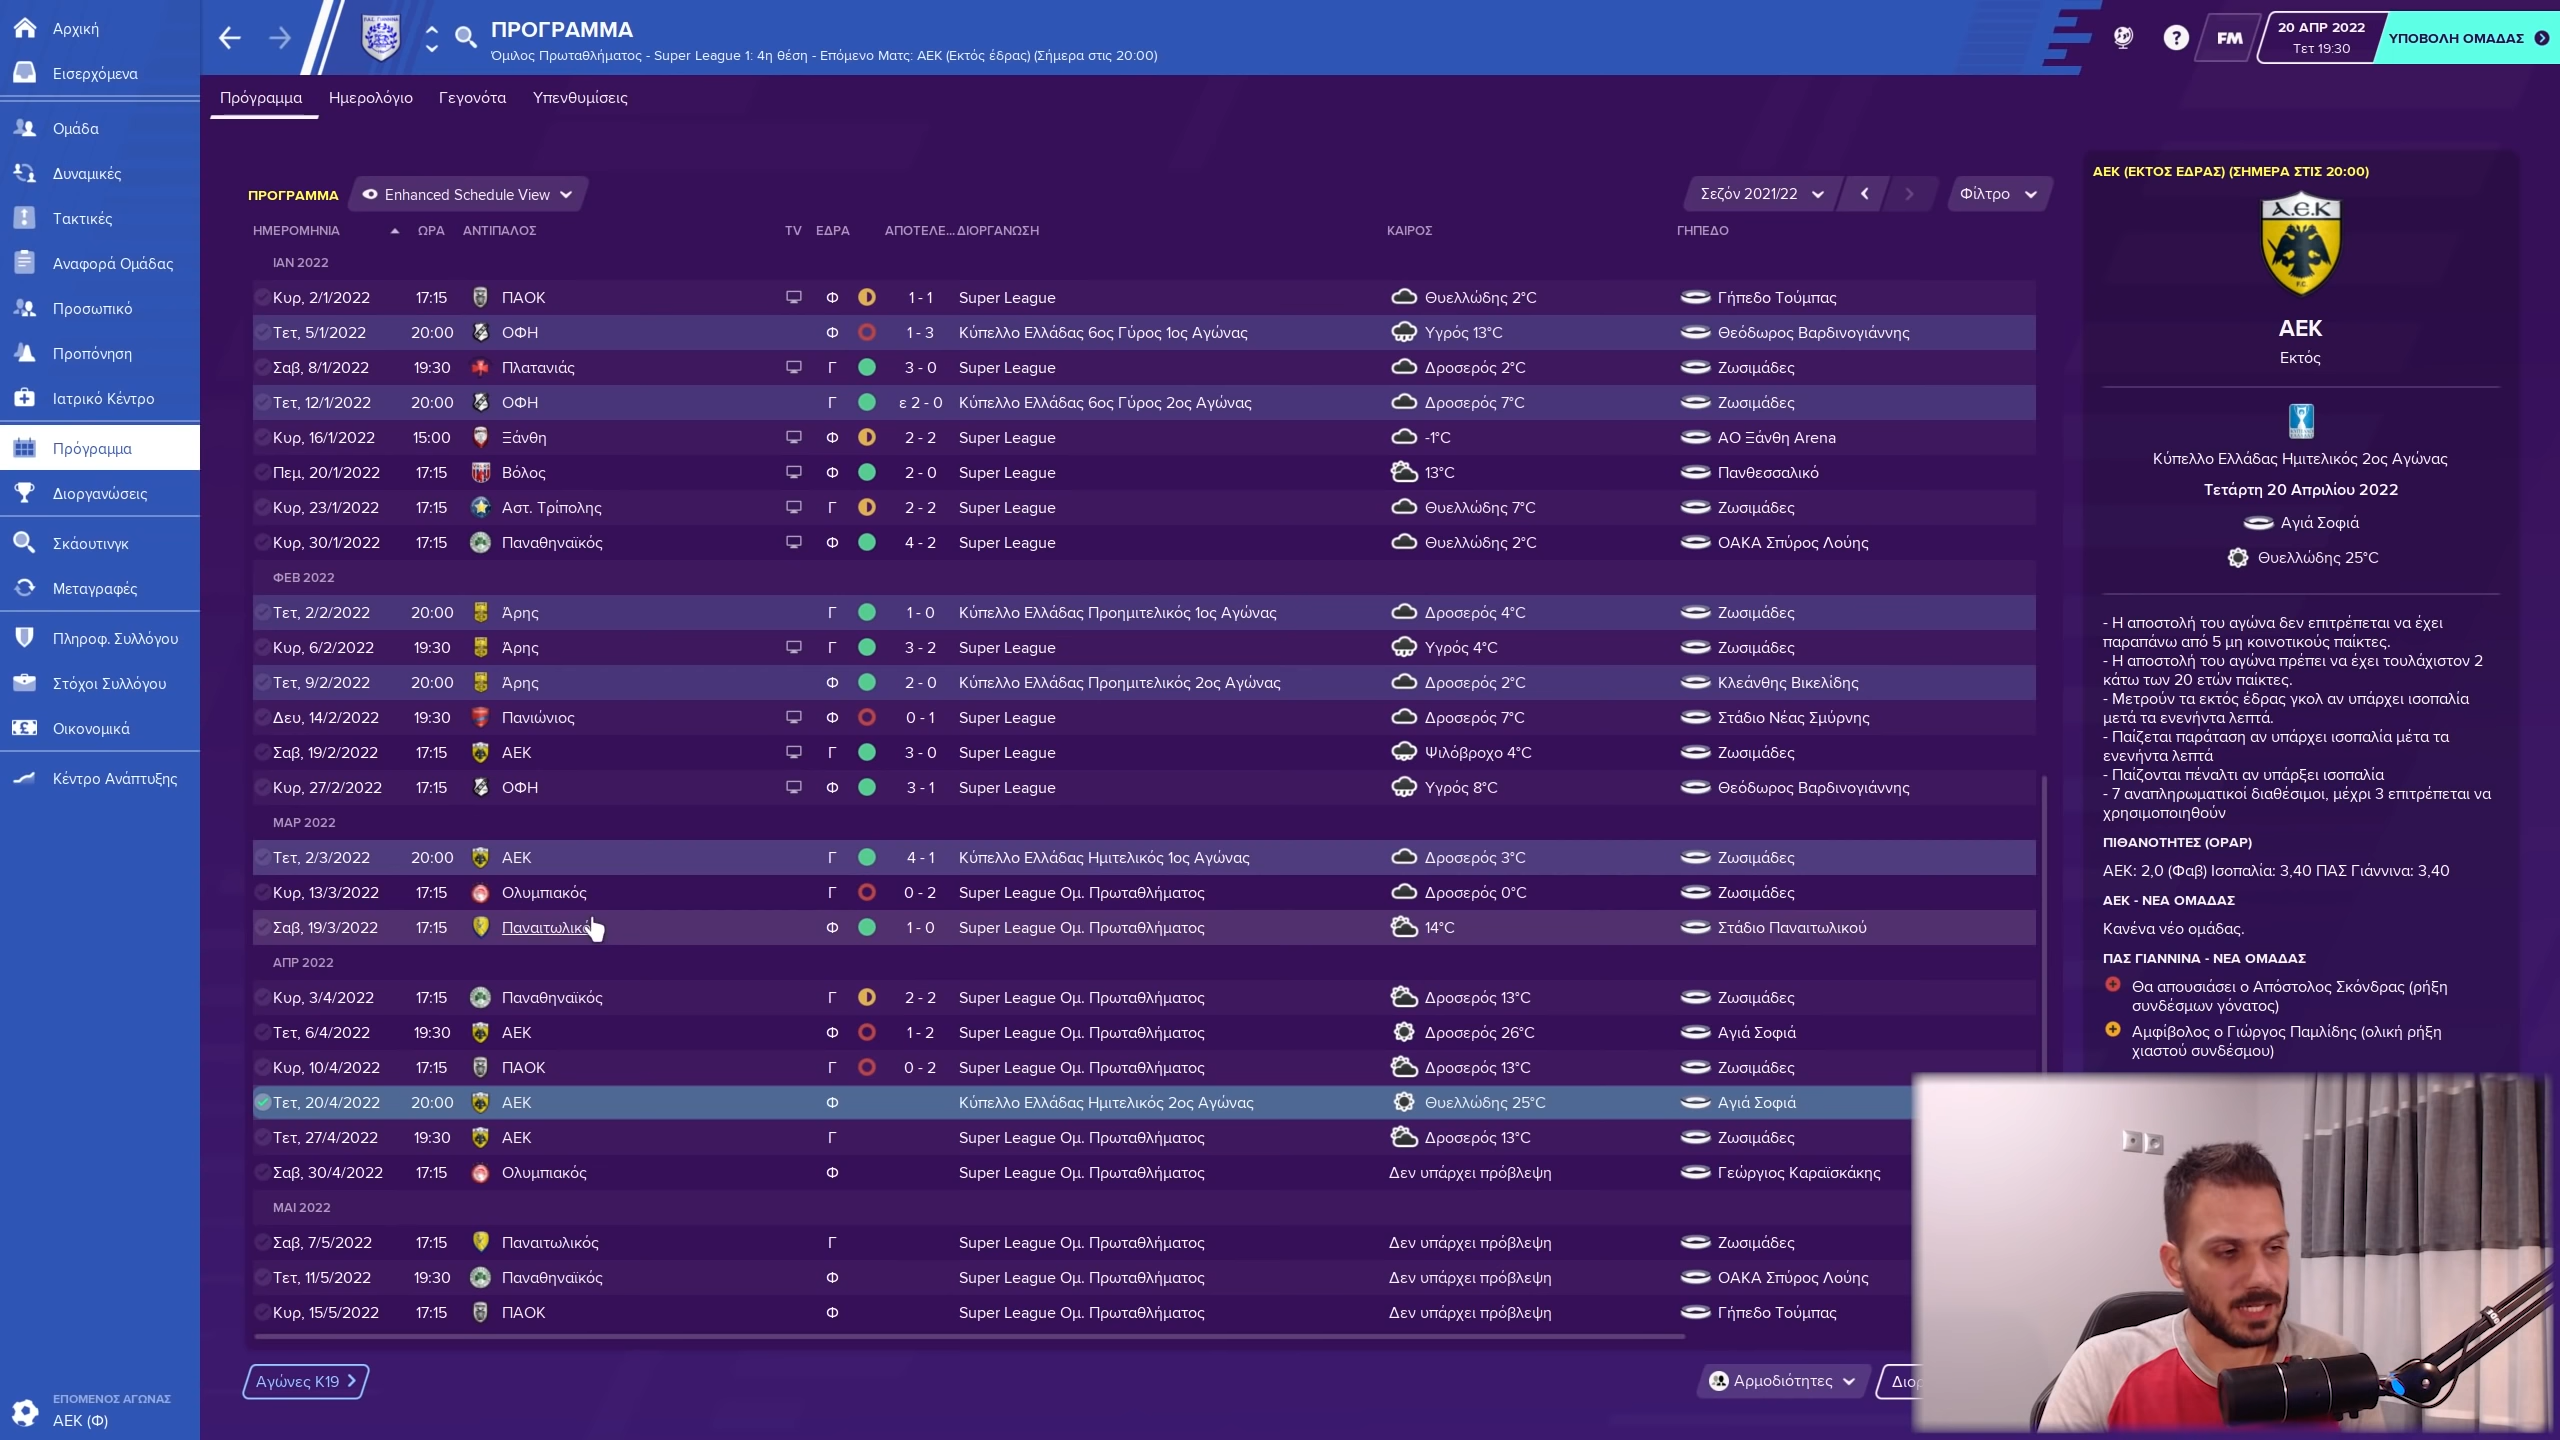 Αρχική
Εισερχόμενα
Ομάδα
Δυναμικές
Τακτικές
Αναφορά Ομάδας
Προσωπικό
Προπόνηση
Ιατρικό Κέντρο
Πρόγραμμα
Διοργανώσεις
Σκάουτινγκ
Μεταγραφές
Πληροφ. Συλλόγου
Στόχοι Συλλόγου
Οικονομικά
Κέντρο Ανάπτυξης
ΕΠΟΜΕΝΟΣ ΑΓΩΝΑΣ
ΑΕΚ (Φ)
ΠΡΟΓΡΑΜΜΑ
Όμιλος Πρωταθλήματος - Super League 1: 4η θέση - Επόμενο Ματς: ΑΕΚ (Εκτός έδρας) (Σήμερα στις 20:00)
FM
20 ΑΠΡ 2022
Τετ 19:30
ΥΠΟΒΟΛΗ ΟΜΑΔΑΣ
Πρόγραμμα Ημερολόγιο Γεγονότα Υπενθυμίσεις
ΠΡΟΓΡΑΜΜΑ Enhanced Schedule View Σεζόν 2021/22 Φίλτρο
ΗΜΕΡΟΜΗΝΙΑ ΩΡΑ ΑΝΤΙΠΑΛΟΣ TV ΕΔΡΑ ΑΠΟΤΕΛΕ... ΔΙΟΡΓΑΝΩΣΗ ΚΑΙΡΟΣ ΓΗΠΕΔΟ
ΙΑΝ 2022
Κυρ, 2/1/2022 17:15 ΠΑΟΚ Φ 1 - 1 Super League Θυελλώδης 2°C Γήπεδο Τούμπας
Τετ, 5/1/2022 20:00 ΟΦΗ Φ 1 - 3 Κύπελλο Ελλάδας 6ος Γύρος 1ος Αγώνας Υγρός 13°C Θεόδωρος Βαρδινογιάννης
Σαβ, 8/1/2022 19:30 Πλατανιάς Γ 3 - 0 Super League Δροσερός 2°C Ζωσιμάδες
Τετ, 12/1/2022 20:00 ΟΦΗ Γ ε 2 - 0 Κύπελλο Ελλάδας 6ος Γύρος 2ος Αγώνας Δροσερός 7°C Ζωσιμάδες
Κυρ, 16/1/2022 15:00 Ξάνθη Φ 2 - 2 Super League -1°C ΑΟ Ξάνθη Arena
Πεμ, 20/1/2022 17:15 Βόλος Φ 2 - 0 Super League 13°C Πανθεσσαλικό
Κυρ, 23/1/2022 17:15 Αστ. Τρίπολης Γ 2 - 2 Super League Θυελλώδης 7°C Ζωσιμάδες
Κυρ, 30/1/2022 17:15 Παναθηναϊκός Φ 4 - 2 Super League Θυελλώδης 2°C ΟΑΚΑ Σπύρος Λούης
ΦΕΒ 2022
Τετ, 2/2/2022 20:00 Άρης Γ 1 - 0 Κύπελλο Ελλάδας Προημιτελικός 1ος Αγώνας Δροσερός 4°C Ζωσιμάδες
Κυρ, 6/2/2022 19:30 Άρης Γ 3 - 2 Super League Υγρός 4°C Ζωσιμάδες
Τετ, 9/2/2022 20:00 Άρης Φ 2 - 0 Κύπελλο Ελλάδας Προημιτελικός 2ος Αγώνας Δροσερός 2°C Κλεάνθης Βικελίδης
Δευ, 14/2/2022 19:30 Πανιώνιος Φ 0 - 1 Super League Δροσερός 7°C Στάδιο Νέας Σμύρνης
Σαβ, 19/2/2022 17:15 ΑΕΚ Γ 3 - 0 Super League Ψιλόβροχο 4°C Ζωσιμάδες
Κυρ, 27/2/2022 17:15 ΟΦΗ Φ 3 - 1 Super League Υγρός 8°C Θεόδωρος Βαρδινογιάννης
ΜΑΡ 2022
Τετ, 2/3/2022 20:00 ΑΕΚ Γ 4 - 1 Κύπελλο Ελλάδας Ημιτελικός 1ος Αγώνας Δροσερός 3°C Ζωσιμάδες
Κυρ, 13/3/2022 17:15 Ολυμπιακός Γ 0 - 2 Super League Ομ. Πρωταθλήματος Δροσερός 0°C Ζωσιμάδες
Σαβ, 19/3/2022 17:15 Φ 1 - 0 Super League Ομ. Πρωταθλήματος 14°C Στάδιο Παναιτωλικού
ΑΠΡ 2022
Κυρ, 3/4/2022 17:15 Παναθηναϊκός Γ 2 - 2 Super League Ομ. Πρωταθλήματος Δροσερός 13°C Ζωσιμάδες
Τετ, 6/4/2022 19:30 ΑΕΚ Φ 1 - 2 Super League Ομ. Πρωταθλήματος Δροσερός 26°C Αγιά Σοφιά
Κυρ, 10/4/2022 17:15 ΠΑΟΚ Γ 0 - 2 Super League Ομ. Πρωταθλήματος Δροσερός 13°C Ζωσιμάδες
Τετ, 20/4/2022 20:00 ΑΕΚ Φ Κύπελλο Ελλάδας Ημιτελικός 2ος Αγώνας Θυελλώδης 25°C Αγιά Σοφιά
Τετ, 27/4/2022 19:30 ΑΕΚ Γ Super League Ομ. Πρωταθλήματος Δροσερός 13°C Ζωσιμάδες
Σαβ, 30/4/2022 17:15 Ολυμπιακός Φ Super League Ομ. Πρωταθλήματος Δεν υπάρχει πρόβλεψη Γεώργιος Καραϊσκάκης
ΜΑΙ 2022
Σαβ, 7/5/2022 17:15 Παναιτωλικός Γ Super League Ομ. Πρωταθλήματος Δεν υπάρχει πρόβλεψη Ζωσιμάδες
Τετ, 11/5/2022 19:30 Παναθηναϊκός Φ Super League Ομ. Πρωταθλήματος Δεν υπάρχει πρόβλεψη ΟΑΚΑ Σπύρος Λούης
Κυρ, 15/5/2022 17:15 ΠΑΟΚ Φ Super League Ομ. Πρωταθλήματος Δεν υπάρχει πρόβλεψη Γήπεδο Τούμπας
Αγώνες Κ19 Αρμοδιότητες
ΑΕΚ (ΕΚΤΟΣ ΕΔΡΑΣ) (ΣΗΜΕΡΑ ΣΤΙΣ 20:00)
Α.Ε.Κ
F.C.
ΑΕΚ
Εκτός
Κύπελλο Ελλάδας Ημιτελικός 2ος Αγώνας
Τετάρτη 20 Απριλίου 2022
Αγιά Σοφιά
Θυελλώδης 25°C
- Η αποστολή του αγώνα δεν επιτρέπεται να έχει
παραπάνω από 5 μη κοινοτικούς παίκτες.
- Η αποστολή του αγώνα πρέπει να έχει τουλάχιστον 2
κάτω των 20 ετών παίκτες.
- Μετρούν τα εκτός έδρας γκολ αν υπάρχει ισοπαλία
μετά τα ενενήντα λεπτά.
- Παίζεται παράταση αν υπάρχει ισοπαλία μέτα τα
ενενήντα λεπτά
- Παίζονται πέναλτι αν υπάρξει ισοπαλία
- 7 αναπληρωματικοί διαθέσιμοι, μέχρι 3 επιτρέπεται να
χρησιμοποιηθούν
ΠΙΘΑΝΟΤΗΤΕΣ (OPAP)
ΑΕΚ: 2,0 (Φαβ) Ισοπαλία: 3,40 ΠΑΣ Γιάννινα: 3,40
ΑΕΚ - ΝΕΑ ΟΜΑΔΑΣ
Κανένα νέο ομάδας.
ΠΑΣ ΓΙΑΝΝΙΝΑ - ΝΕΑ ΟΜΑΔΑΣ
Θα απουσιάσει ο Απόστολος Σκόνδρας (ρήξη
συνδέσμων γόνατος)
Αμφίβολος ο Γιώργος Παμλίδης (ολική ρήξη
χιαστού συνδέσμου)